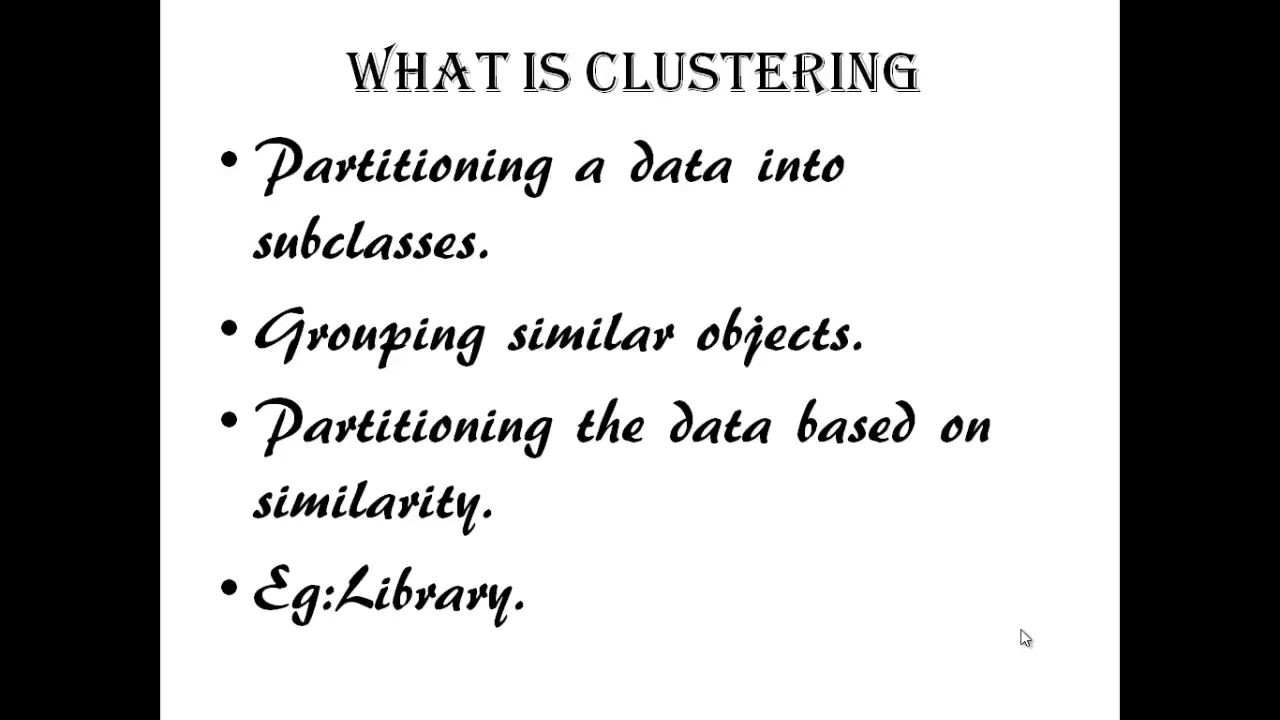 WHAT IS CLUSTERING
• Partitioning a data into
subclasses.
• Grouping similar objects.
• Partitioning the data based on
similarity.
• Eg:Library.